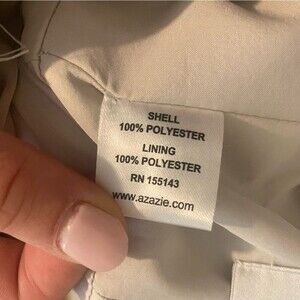 SHELL
100% POLYESTER
LINING
100% POLYESTER
RN 155143
www.azazie.com